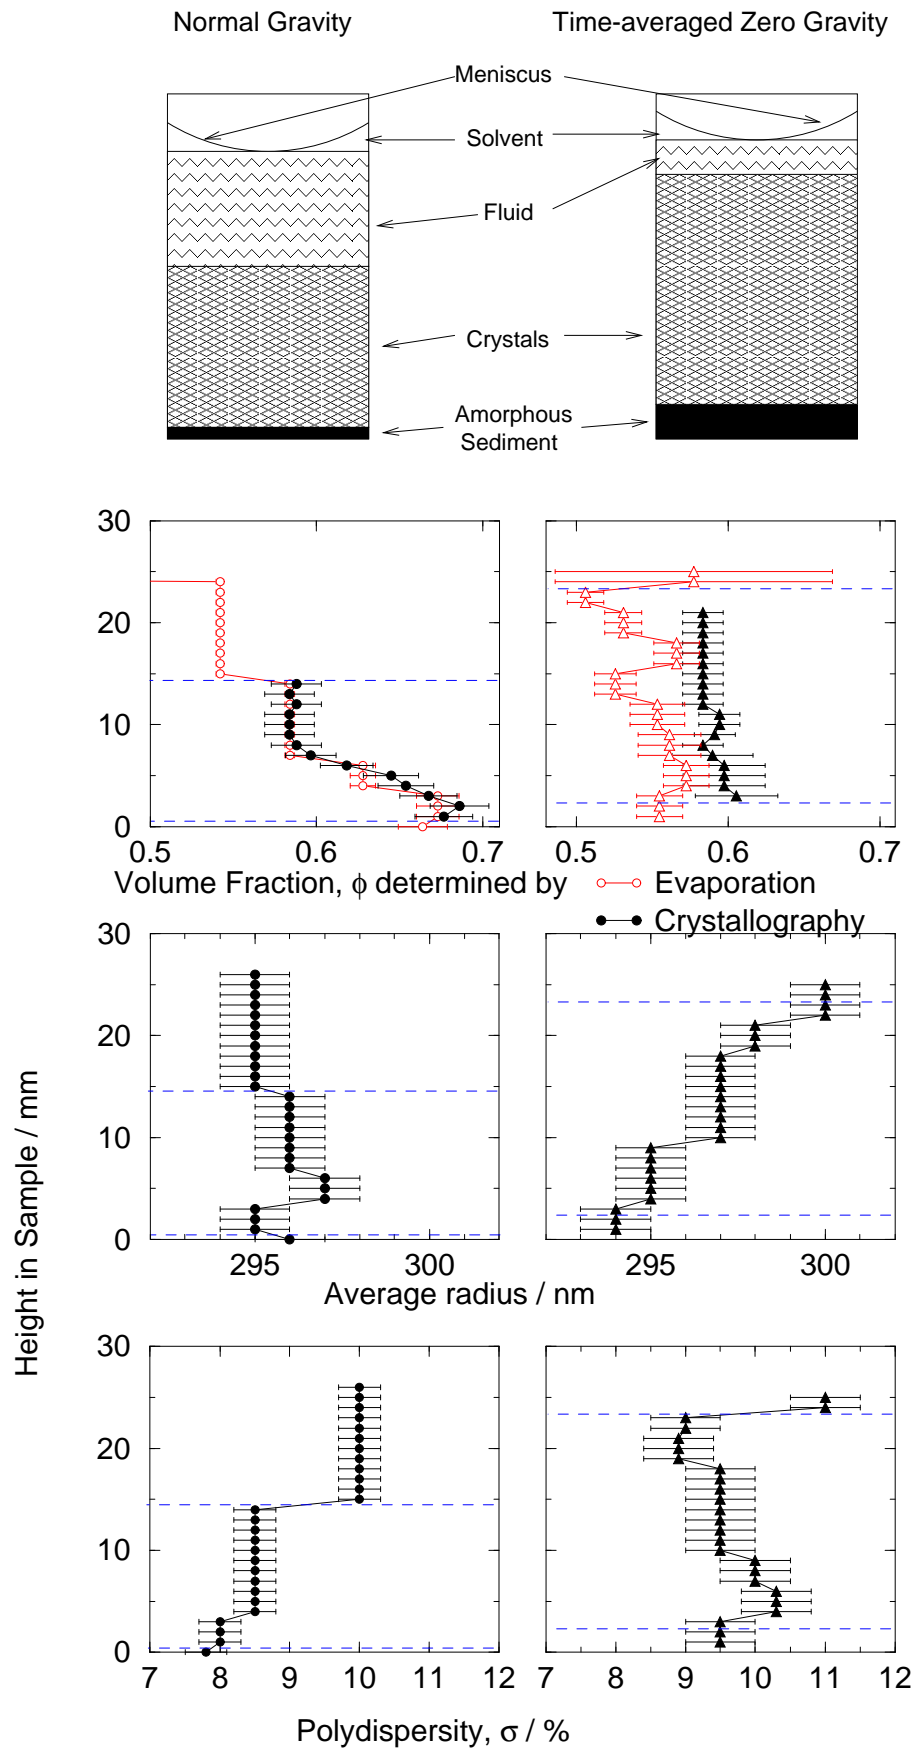 Normal Gravity
Time-averaged Zero Gravity
Meniscus
Solvent
Fluid
Crystals
Amorphous
Sediment
30
20
10
0
0.5 0.6 0.7
0.5 0.6 0.7
Volume Fraction, ϕ determined by
Evaporation
Crystallography
30
20
10
0
295 300
295 300
Average radius / nm
Height in Sample / mm
30
20
10
0
7 8 9 10 11 12
7 8 9 10 11 12
Polydispersity, σ / %